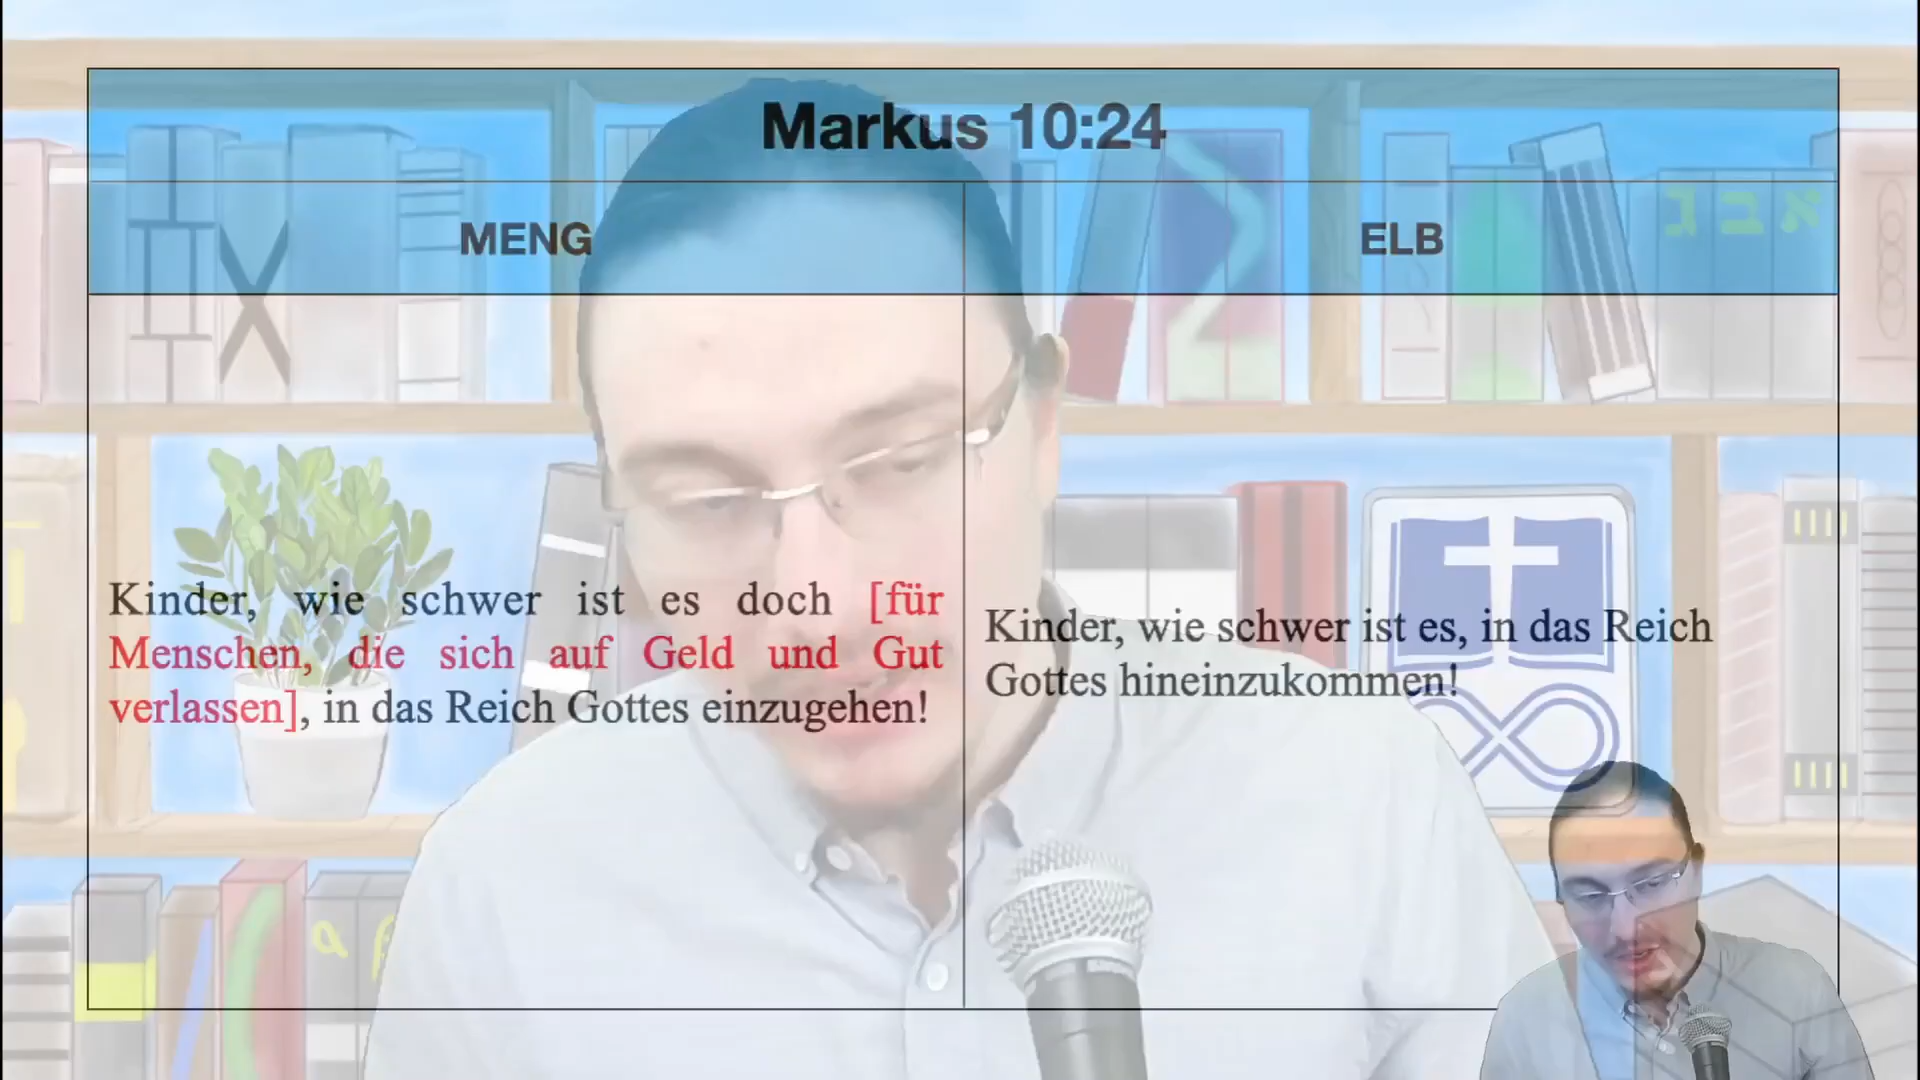 Markus 10:24
MENG
ELB
אבג
Kinder, wie schwer ist es doch [für
Menschen, die sich auf Geld und Gut
verlassen], in das Reich Gottes einzugehen!
Kinder, wie schwer ist es, in das Reich
Gottes hineinzukommen!